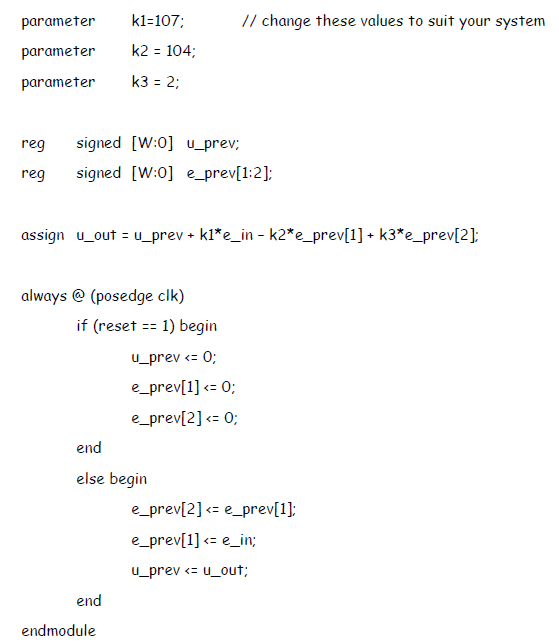 parameter k1=107; // change these values to suit your system
parameter k2 = 104;
parameter k3 = 2;
reg signed [W:0] u_prev;
reg signed [W:0] e_prev[1:2];
assign u_out = u_prev + k1*e_in - k2*e_prev[1] + k3*e_prev[2];
always @ (posedge clk)
if (reset == 1) begin
u_prev <= 0;
e_prev[1] <= 0;
e_prev[2] <= 0;
end
else begin
e_prev[2] <= e_prev[1];
e_prev[1] <= e_in;
u_prev <= u_out;
end
endmodule